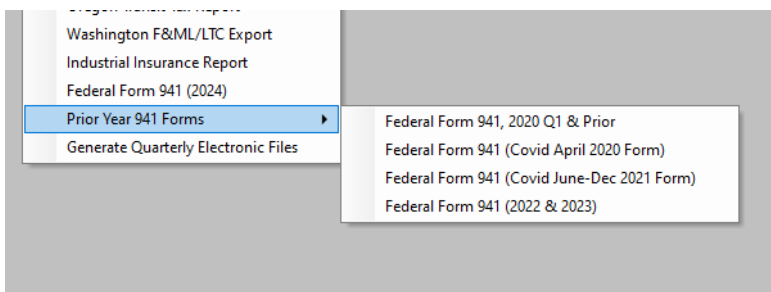 Washington F&ML/LTC Export
Industrial Insurance Report
Federal Form 941 (2024)
Prior Year 941 Forms
Generate Quarterly Electronic Files
Federal Form 941, 2020 Q1 & Prior
Federal Form 941 (Covid April 2020 Form)
Federal Form 941 (Covid June-Dec 2021 Form)
Federal Form 941 (2022 & 2023)